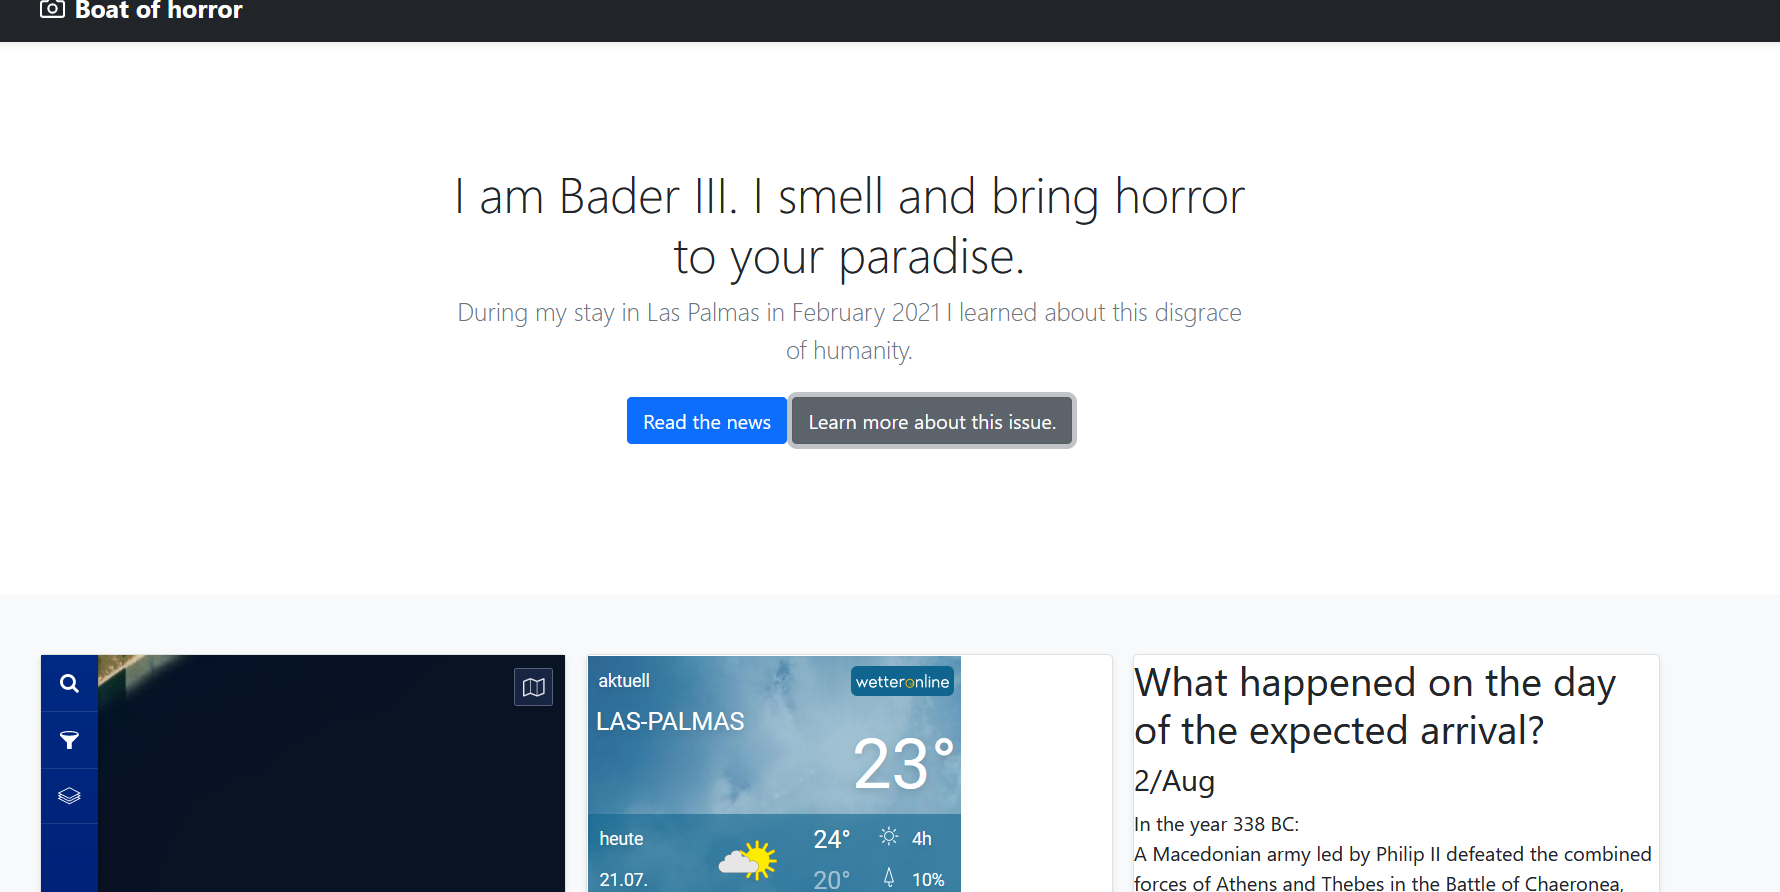 Boat of horror
I am Bader III. I smell and bring horror
to your paradise.
During my stay in Las Palmas in February 2021 I learned about this disgrace
of humanity.
Read the news
Learn more about this issue.
aktuell
wetteronline
LAS-PALMAS
23°
heute
24°
4h
21.07.
20°
10%
What happened on the day
of the expected arrival?
2/Aug
In the year 338 BC:
A Macedonian army led by Philip II defeated the combined
forces of Athens and Thebes in the Battle of Chaeronea,